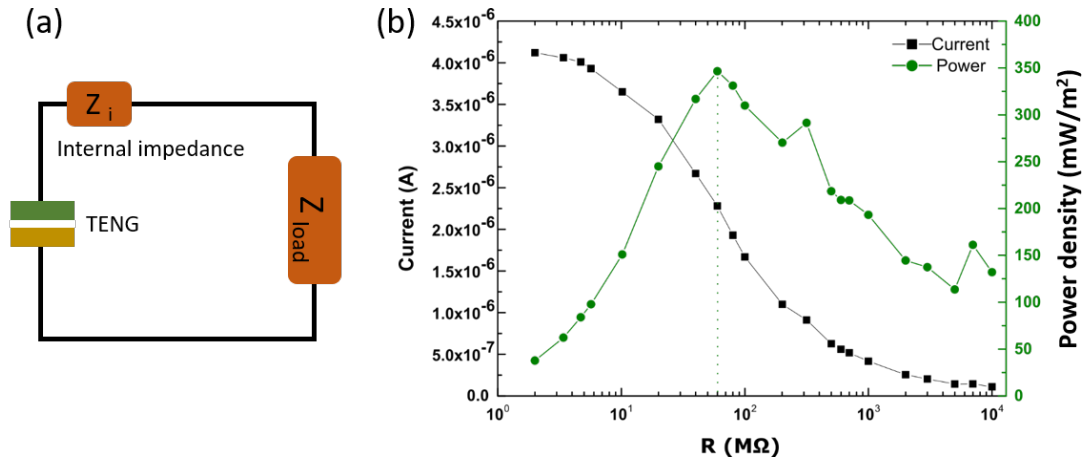 (a)
Z i
Internal impedance
TENG
Z load
(b)
Current (A)
4.5x10-6
4.0x10-6
3.5x10-6
3.0x10-6
2.5x10-6
2.0x10-6
1.5x10-6
1.0x10-6
5.0x10-7
0.0
Current
Power
400
350
300
250
200
150
100
50
0
Power density (mW/m2)
10^0
10^1
10^2
10^3
10^4
R (MΩ)